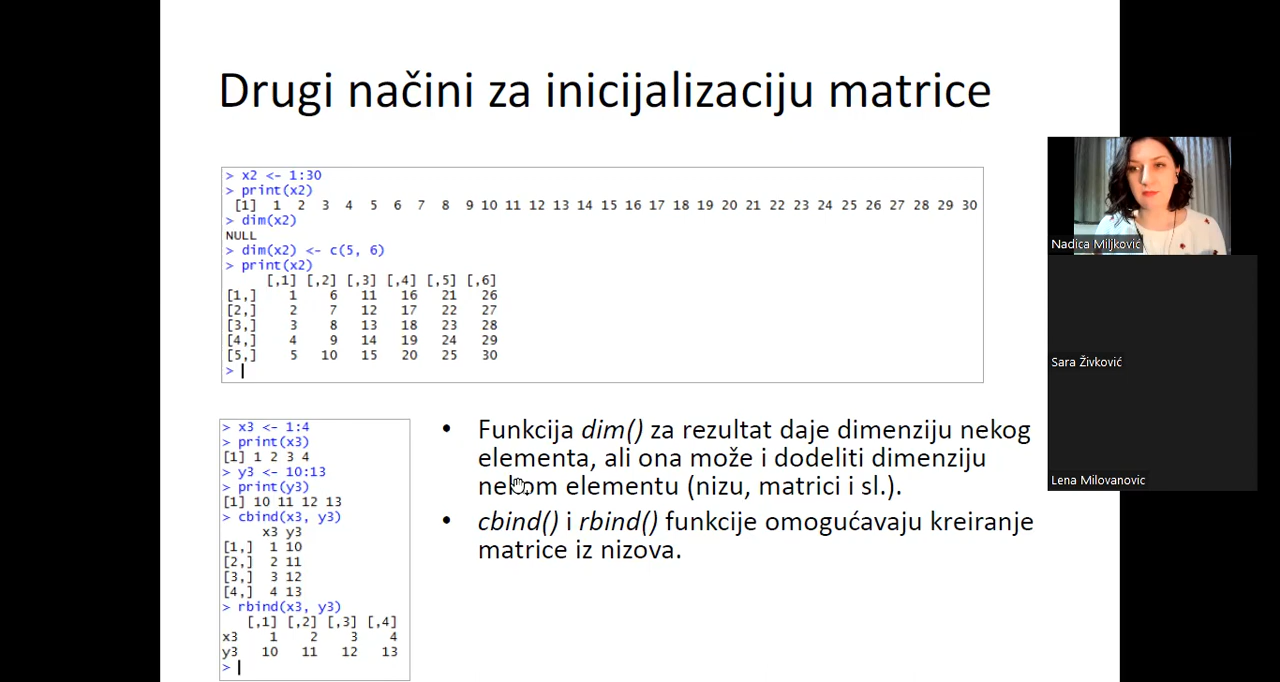 Drugi načini za inicijalizaciju matrice
> x2 <- 1:30
> print(x2)
[1] 1 2 3 4 5 6 7 8 9 10 11 12 13 14 15 16 17 18 19 20 21 22 23 24 25 26 27 28 29 30
> dim(x2)
NULL
> dim(x2) <- c(5, 6)
> print(x2)
[,1] [,2] [,3] [,4] [,5] [,6]
[1,] 1 6 11 16 21 26
[2,] 2 7 12 17 22 27
[3,] 3 8 13 18 23 28
[4,] 4 9 14 19 24 29
[5,] 5 10 15 20 25 30
>
> x3 <- 1:4
> print(x3)
[1] 1 2 3 4
> y3 <- 10:13
> print(y3)
[1] 10 11 12 13
> cbind(x3, y3)
x3 y3
[1,] 1 10
[2,] 2 11
[3,] 3 12
[4,] 4 13
> rbind(x3, y3)
[,1] [,2] [,3] [,4]
x3 1 2 3 4
y3 10 11 12 13
>
• Funkcija dim() za rezultat daje dimenziju nekog
elementa, ali ona može i dodeliti dimenziju
nekom elementu (nizu, matrici i sl.).
• cbind() i rbind() funkcije omogućavaju kreiranje
matrice iz nizova.
Nadica Miljković
Sara Živković
Lena Milovanovic